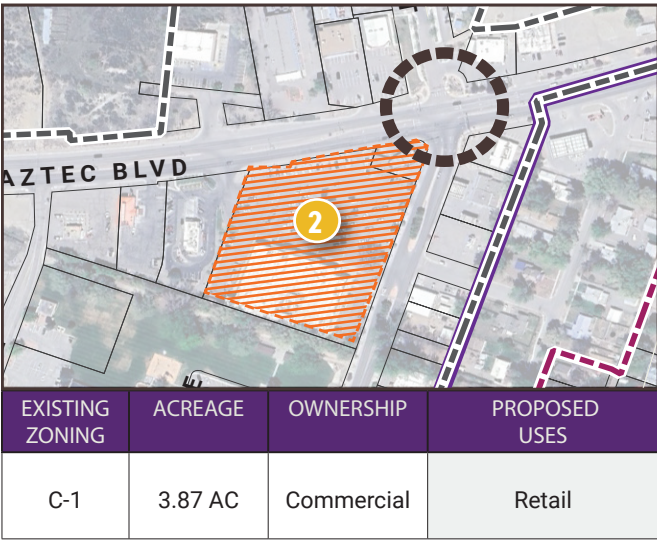 AZTEC BLVD
2
E
EXISTING ZONING
ACREAGE
OWNERSHIP
PROPOSED USES
C-1
3.87 AC
Commercial
Retail